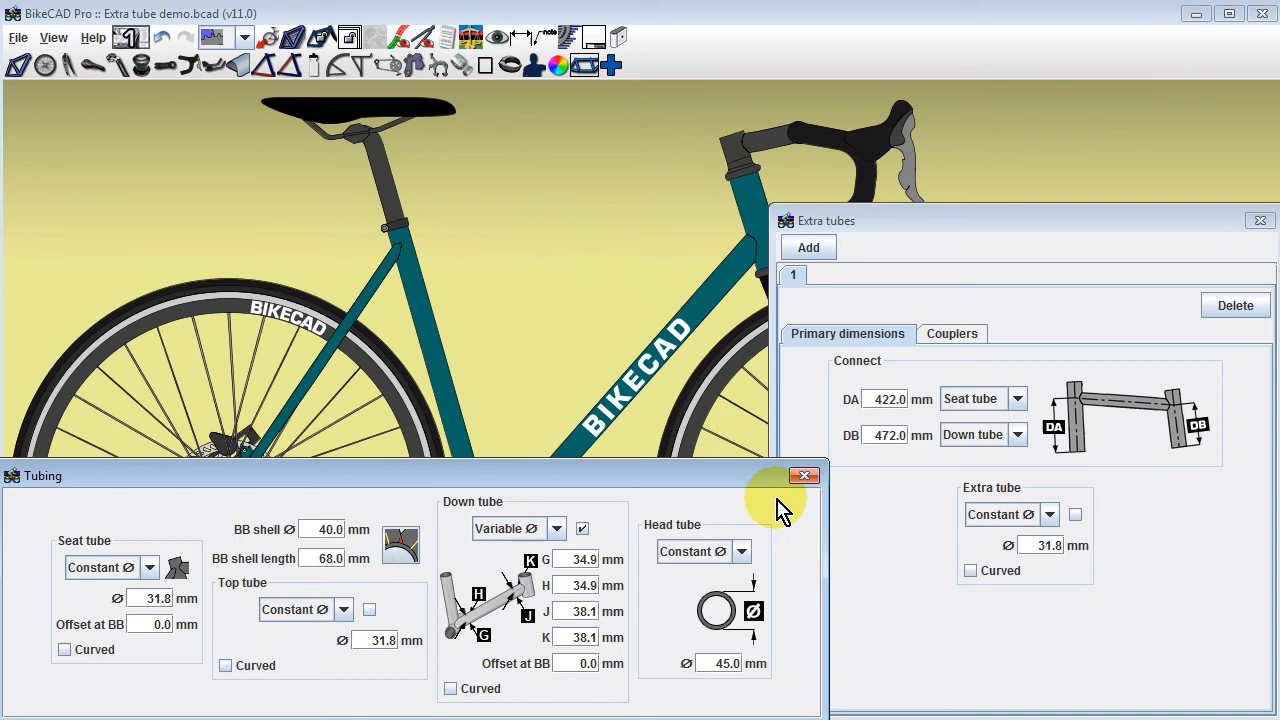 BikeCAD Pro :: Extra tube demo.bcad (v11.0)
File View Help
note
BIKECAD
BIKECAD
Extra tubes
Add
1
Delete
Primary dimensions Couplers
Connect
DA 422.0 mm Seat tube
DB 472.0 mm Down tube
DA DB
Extra tube
Constant Ø
Ø 31.8 mm
Curved
Tubing
Seat tube
Constant Ø
Ø 31.8 mm
Offset at BB 0.0 mm
Curved
BB shell Ø 40.0 mm
BB shell length 68.0 mm
Top tube
Constant Ø
Ø 31.8 mm
Curved
Down tube
Variable Ø
K
H
J
G
G 34.9 mm
H 34.9 mm
J 38.1 mm
K 38.1 mm
Offset at BB 0.0 mm
Curved
Head tube
Constant Ø
Ø
Ø 45.0 mm